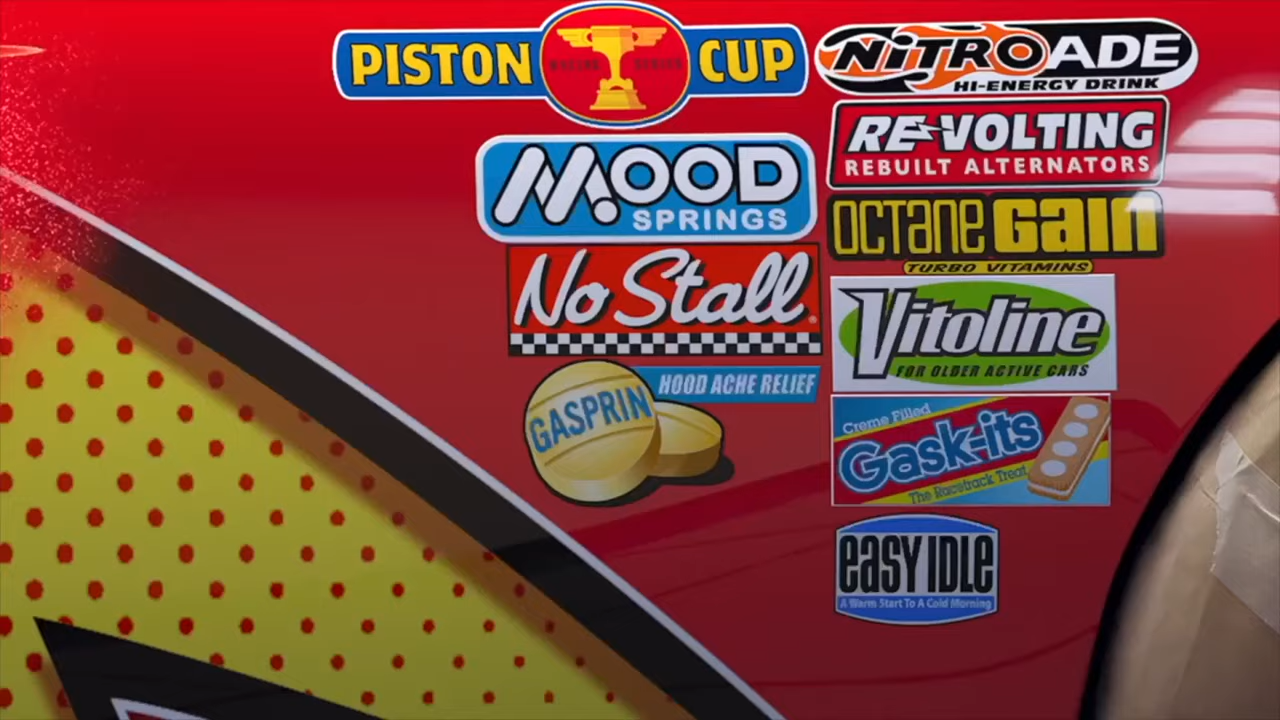 PISTON CUP
RACING SERIES
NiTROADE
HI-ENERGY DRINK
RE-VOLTING
REBUILT ALTERNATORS
MOOD
SPRINGS
OCTANE GAIN
TURBO VITAMINS
No Stall
Vitoline
FOR OLDER ACTIVE CARS
HOOD ACHE RELIEF
GASPRIN
Creme Filled
Gask-its
The Racetrack Treat
easy IDLE
A Warm Start To A Cold Morning